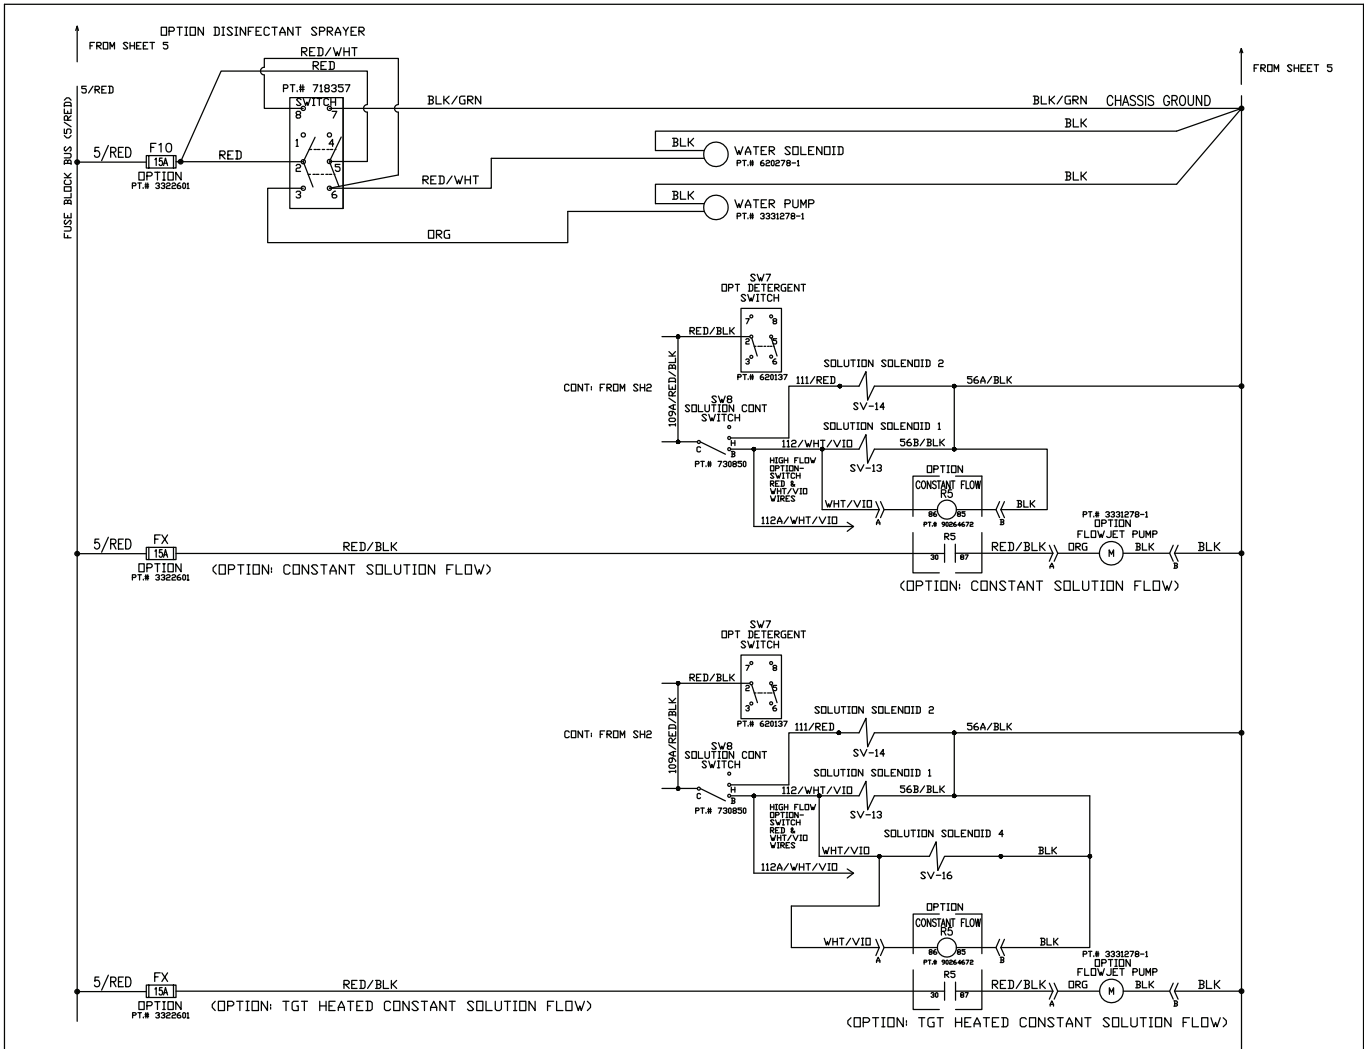 OPTION DISINFECTANT SPRAYER
FROM SHEET 5
FROM SHEET 5
RED/WHT
RED
5/RED
PT.# 718357
SWITCH
8 7
1 4
2 5
3 6
BLK/GRN
BLK/GRN
CHASSIS GROUND
FUSE BLOCK BUS (5/RED)
5/RED
F10
15A
OPTION
PT.# 3322601
RED
RED/WHT
ORG
BLK
BLK
WATER SOLENOID
PT.# 620278-1
BLK
BLK
WATER PUMP
PT.# 3331278-1
SW7
OPT DETERGENT
SWITCH
7 8
2 5
3 6
PT.# 620137
RED/BLK
109A/RED/BLK
CONT: FROM SH2
SW8
SOLUTION CONT
SWITCH
C
H
B
PT.# 730850
SOLUTION SOLENOID 2
111/RED
56A/BLK
SV-14
SOLUTION SOLENOID 1
112/WHT/VIO
56B/BLK
SV-13
HIGH FLOW
OPTION-
SWITCH
RED &
WHT/VIO
WIRES
OPTION
CONSTANT FLOW
R5
86 85
PT.# 90264672
WHT/VIO
A
B
BLK
112A/WHT/VIO
5/RED
FX
15A
OPTION
PT.# 3322601
RED/BLK
(OPTION: CONSTANT SOLUTION FLOW)
R5
30 87
RED/BLK
A
ORG
PT.# 3331278-1
OPTION
FLOWJET PUMP
M
BLK
B
BLK
(OPTION: CONSTANT SOLUTION FLOW)
SW7
OPT DETERGENT
SWITCH
7 8
2 5
3 6
PT.# 620137
RED/BLK
109A/RED/BLK
CONT: FROM SH2
SW8
SOLUTION CONT
SWITCH
C
H
B
PT.# 730850
SOLUTION SOLENOID 2
111/RED
56A/BLK
SV-14
SOLUTION SOLENOID 1
112/WHT/VIO
56B/BLK
SV-13
HIGH FLOW
OPTION-
SWITCH
RED &
WHT/VIO
WIRES
SOLUTION SOLENOID 4
WHT/VIO
BLK
SV-16
112A/WHT/VIO
OPTION
CONSTANT FLOW
R5
86 85
PT.# 90264672
WHT/VIO
A
B
BLK
5/RED
FX
15A
OPTION
PT.# 3322601
RED/BLK
(OPTION: TGT HEATED CONSTANT SOLUTION FLOW)
R5
30 87
RED/BLK
A
ORG
PT.# 3331278-1
OPTION
FLOWJET PUMP
M
BLK
B
BLK
(OPTION: TGT HEATED CONSTANT SOLUTION FLOW)